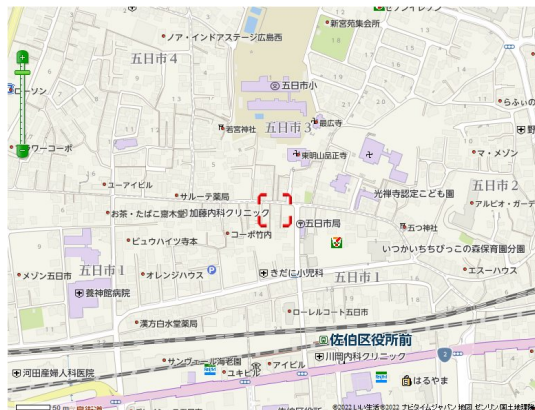 セブンイレブン
新宮苑集会所
ノア・インドアステージ広島西
五日市4
五日市小
ローソン
らふぃの
五日市3
最広寺
若宮神社
ワーコーポ
東明山品正寺
マ・メゾン
ユーアイビル
光禅寺認定こども園
五日市2
サルーテ薬局
アルビオ・ガーデ
お茶・たばこ齋木堂
加藤内科クリニック
五日市局
コーポ竹内
五つ神社
ビュウハイツ寺本
いつかいちちびっこの森保育園分園
五日市1
メゾン五日市
オレンジハウス
P
きだに小児科
五日市1
エスーハウス
養神館病院
ローレルコート五日市
漢方白水堂薬局
佐伯区役所前
川岡内科クリニック
2
サンヴェール海老園
アイビル
ユキビル
河田産婦人科医院
はるやま
50 m
©2022 いい生活©2022 ナビタイムジャパン 地図 ゼンリン/国土地理院